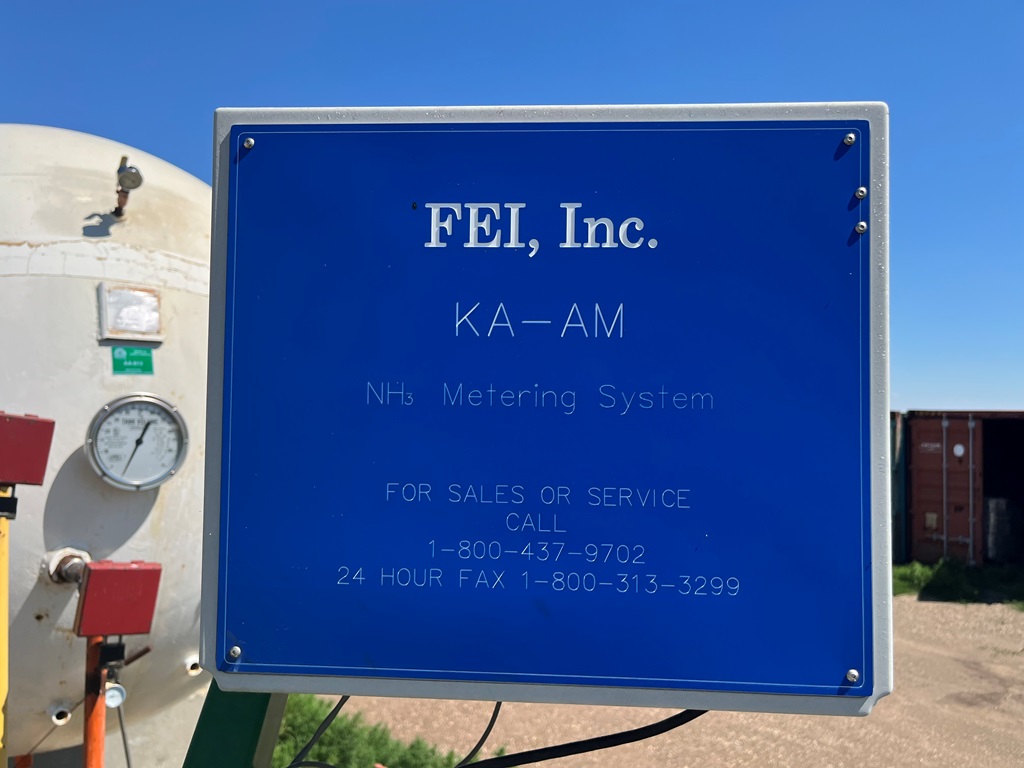 FEI, Inc.
KA-AM
NH₃ Metering System
FOR SALES OR SERVICE
CALL
1-800-437-9702
24 HOUR FAX 1-800-313-3299